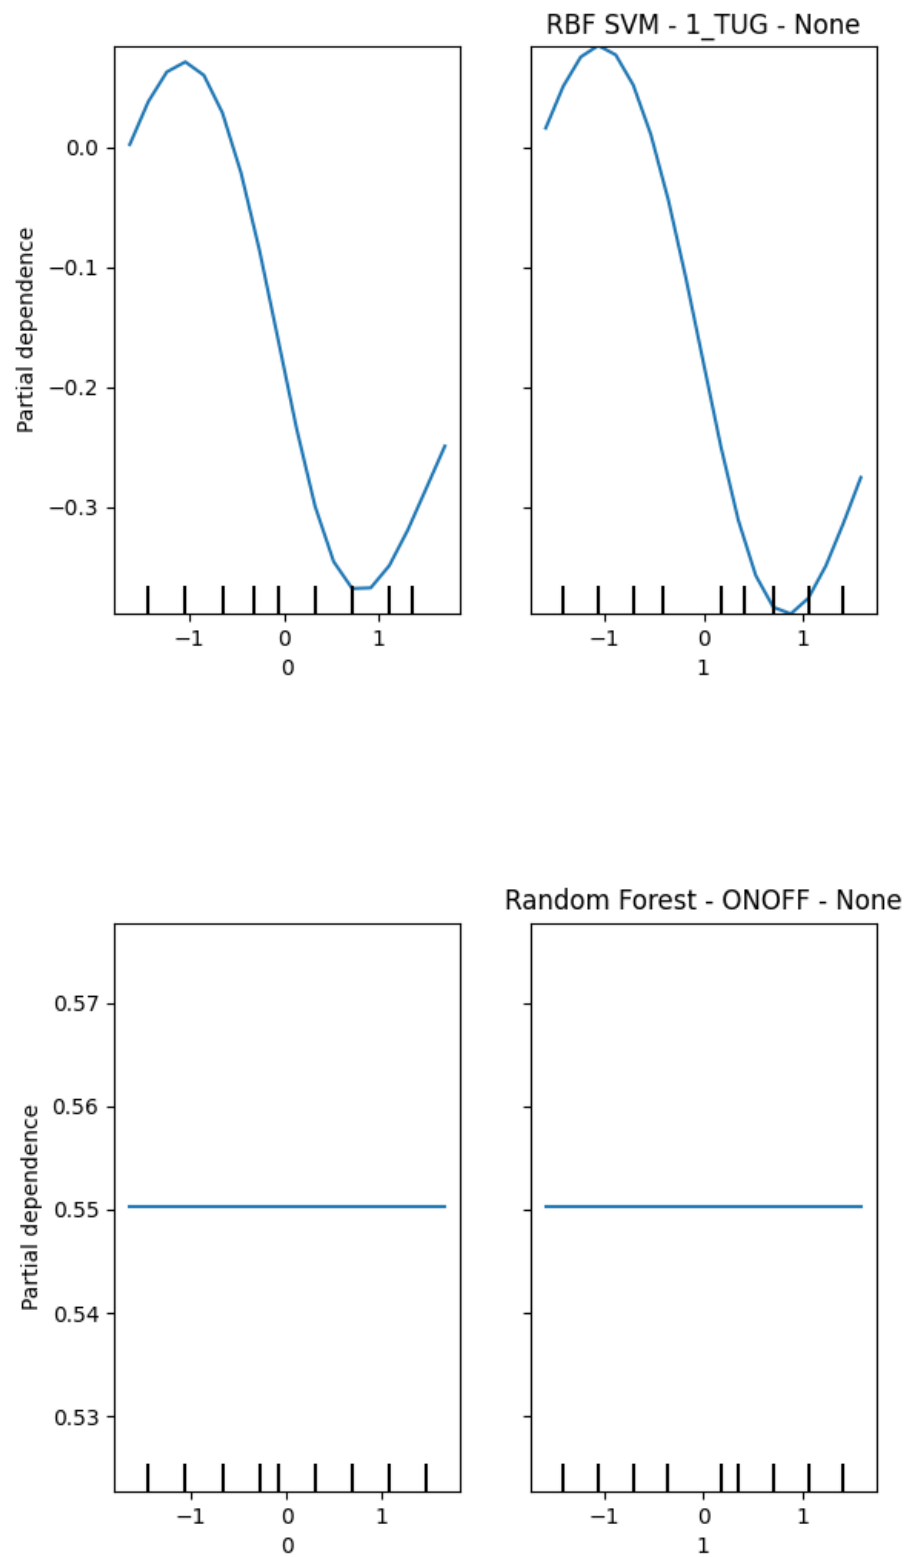 RBF SVM - 1_TUG - None
Partial dependence
0.0
−0.1
−0.2
−0.3
−1 0 1
0
−1 0 1
1
Random Forest - ONOFF - None
Partial dependence
0.57
0.56
0.55
0.54
0.53
−1 0 1
0
−1 0 1
1